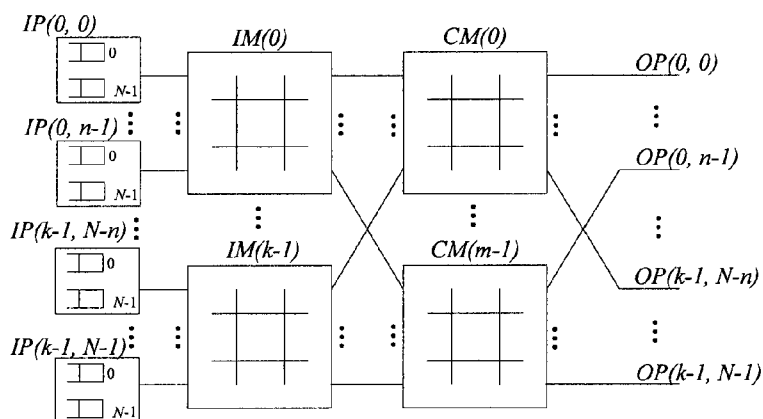 IP(0, 0)
0
N-1
IP(0, n-1)
0
N-1
IP(k-1, N-n)
0
N-1
IP(k-1, N-1)
0
N-1
IM(0)
IM(k-1)
CM(0)
CM(m-1)
OP(0, 0)
OP(0, n-1)
OP(k-1, N-n)
OP(k-1, N-1)